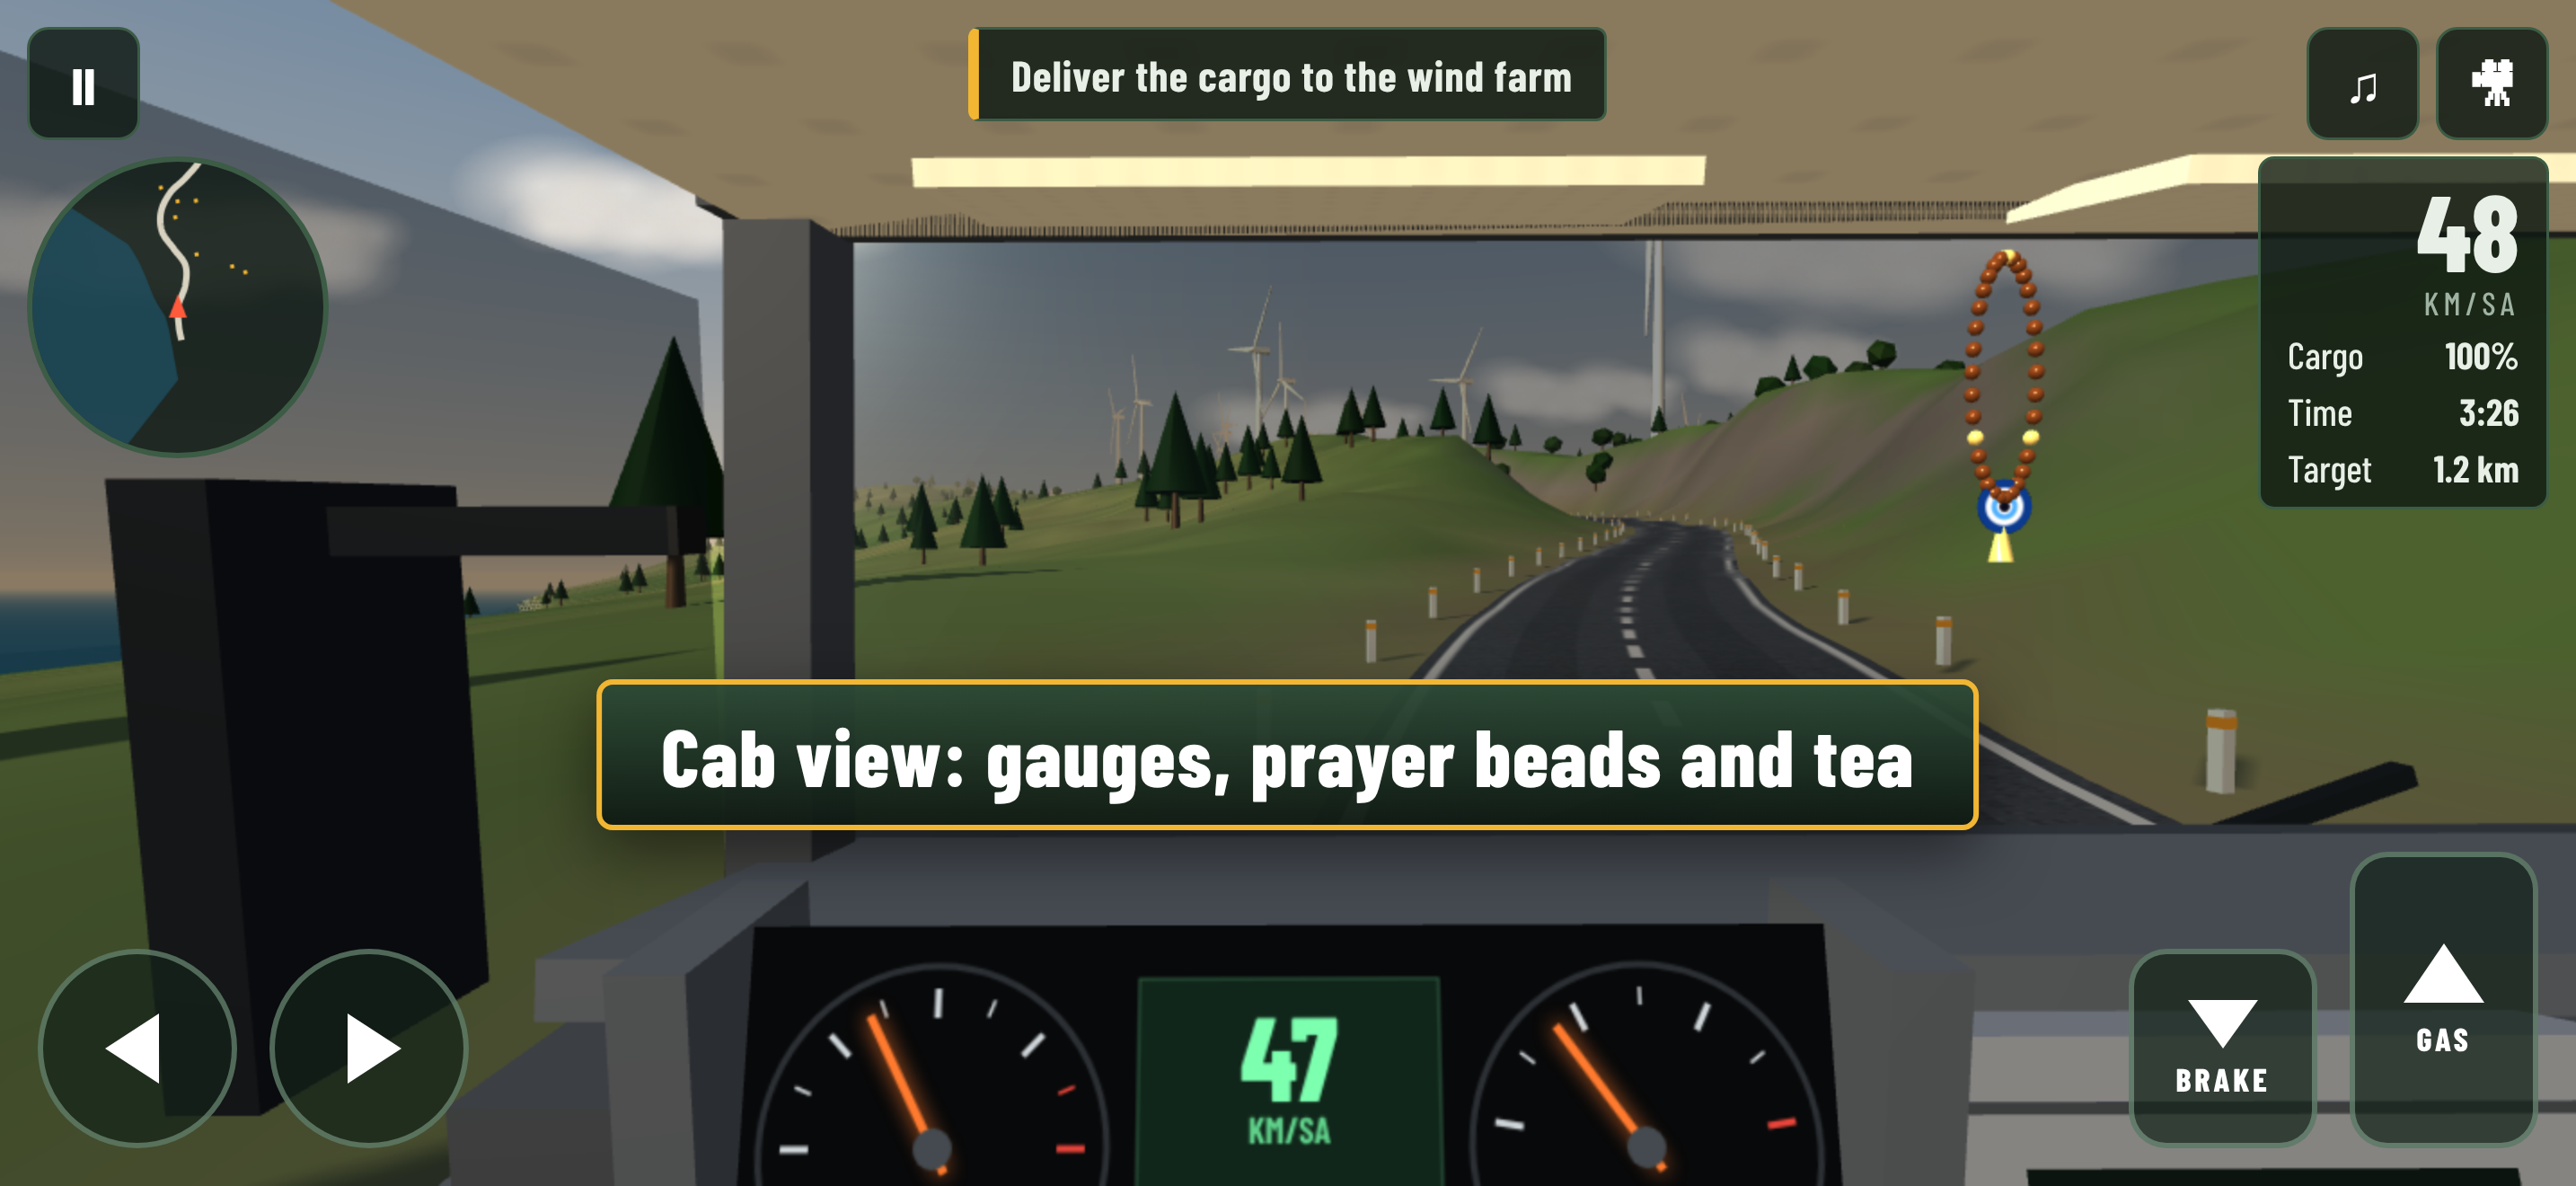 Deliver the cargo to the wind farm
48
KM/SA
Cargo 100%
Time 3:26
Target 1.2 km
Cab view: gauges, prayer beads and tea
47
KM/SA
BRAKE
GAS